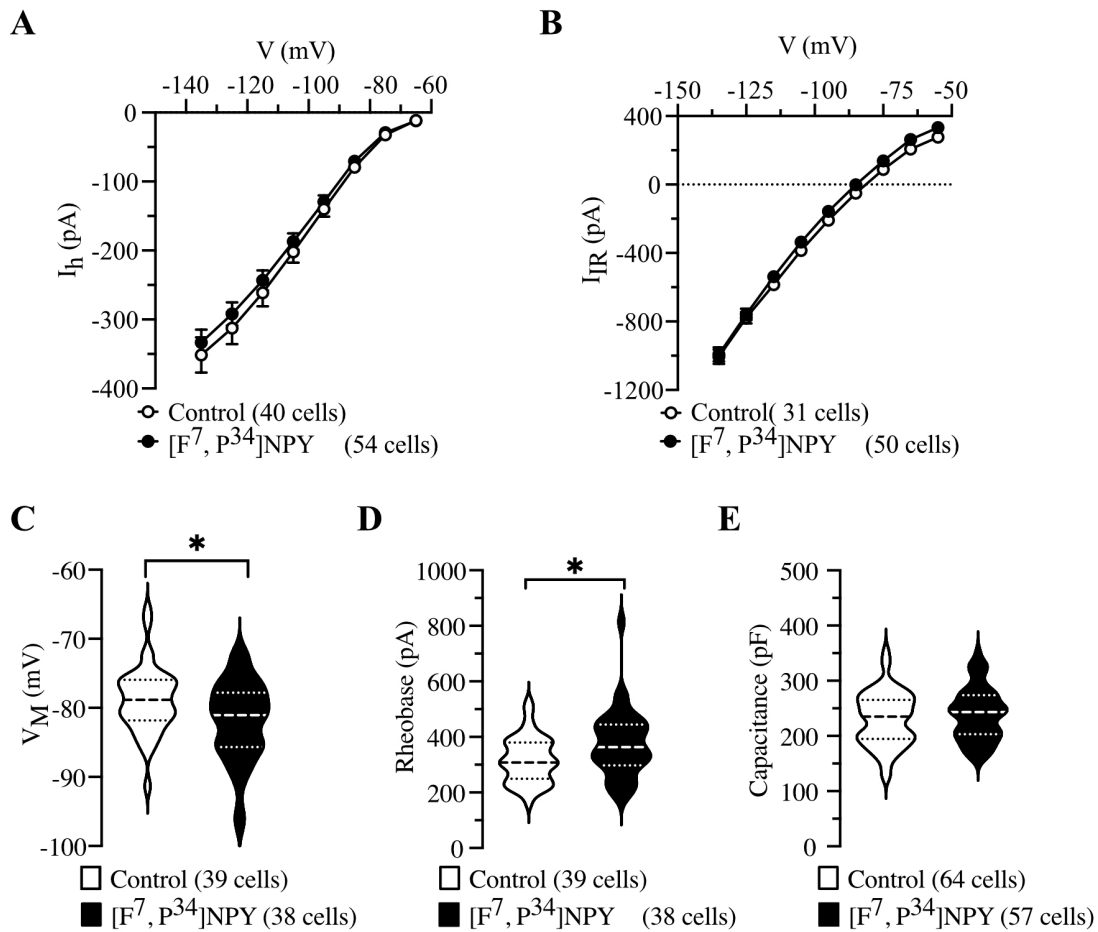 A
V (mV)
-140 -120 -100 -80 -60
0
-100
-200
-300
-400
Ih (pA)
Control (40 cells)
[F7, P34]NPY (54 cells)
B
V (mV)
-150 -125 -100 -75 -50
400
0
-400
-800
-1200
IIR (pA)
Control( 31 cells)
[F7, P34]NPY (50 cells)
C
*
-60
-70
-80
-90
-100
VM (mV)
Control (39 cells)
[F7, P34]NPY (38 cells)
D
*
1000
800
600
400
200
0
Rheobase (pA)
Control (39 cells)
[F7, P34]NPY (38 cells)
E
500
400
300
200
100
0
Capacitance (pF)
Control (64 cells)
[F7, P34]NPY (57 cells)